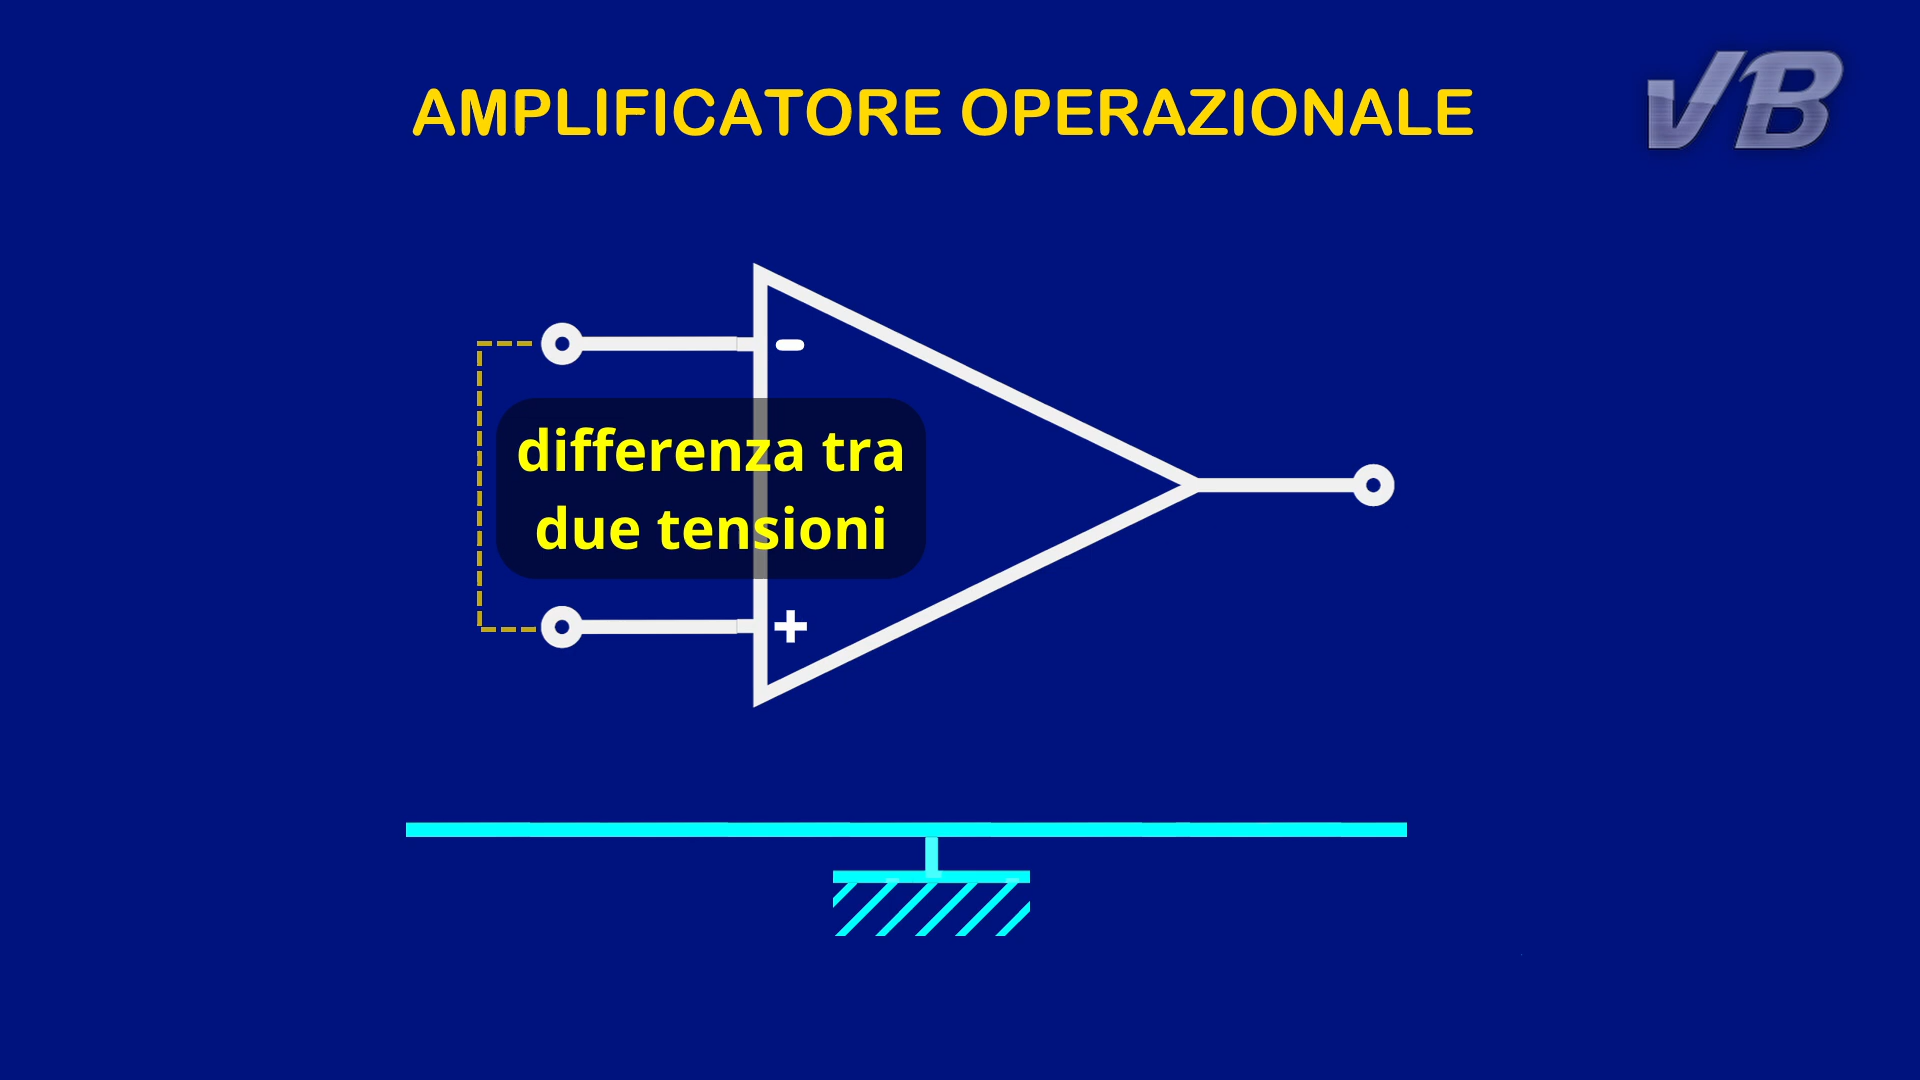 AMPLIFICATORE OPERAZIONALE
VB
-
differenza tra
due tensioni
+